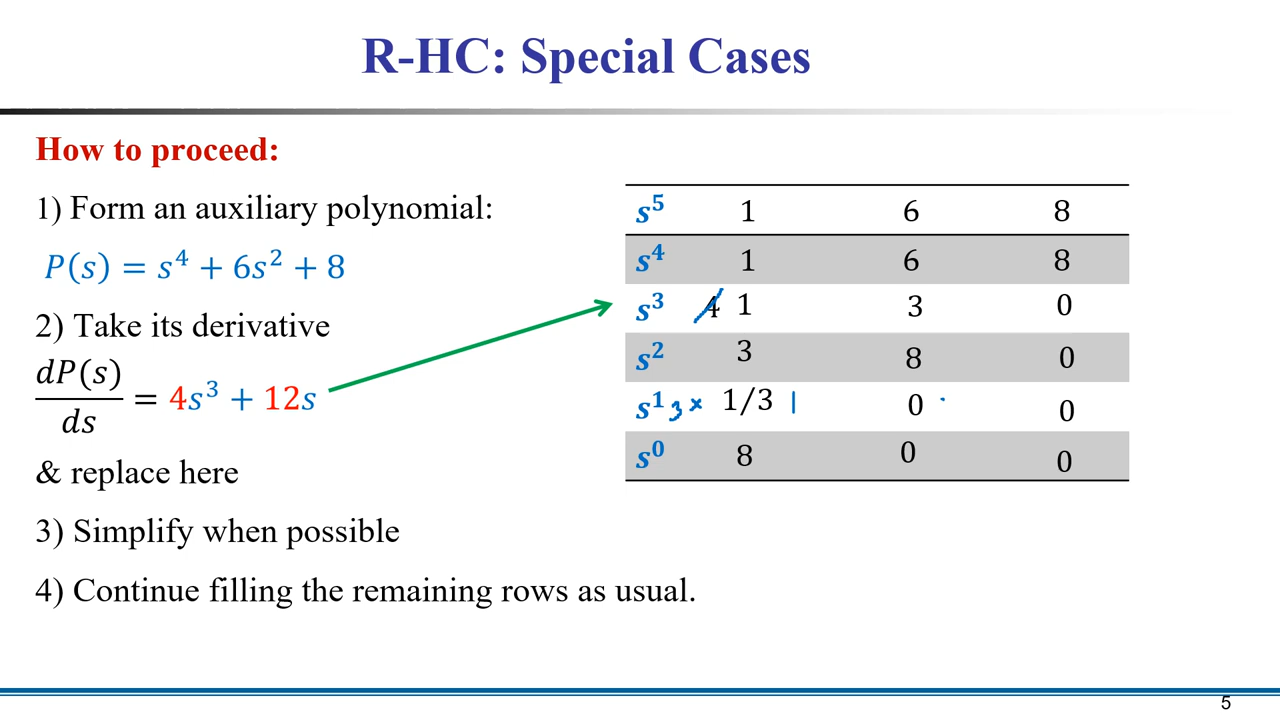 R-HC: Special Cases
How to proceed:
1) Form an auxiliary polynomial:
P(s) = s⁴ + 6s² + 8
2) Take its derivative
dP(s)/ds = 4s³ + 12s
& replace here
3) Simplify when possible
4) Continue filling the remaining rows as usual.
s⁵ 1 6 8
s⁴ 1 6 8
s³ 4 1 3 0
s² 3 8 0
s¹ 3 × 1/3 1 0 0
s⁰ 8 0 0
5